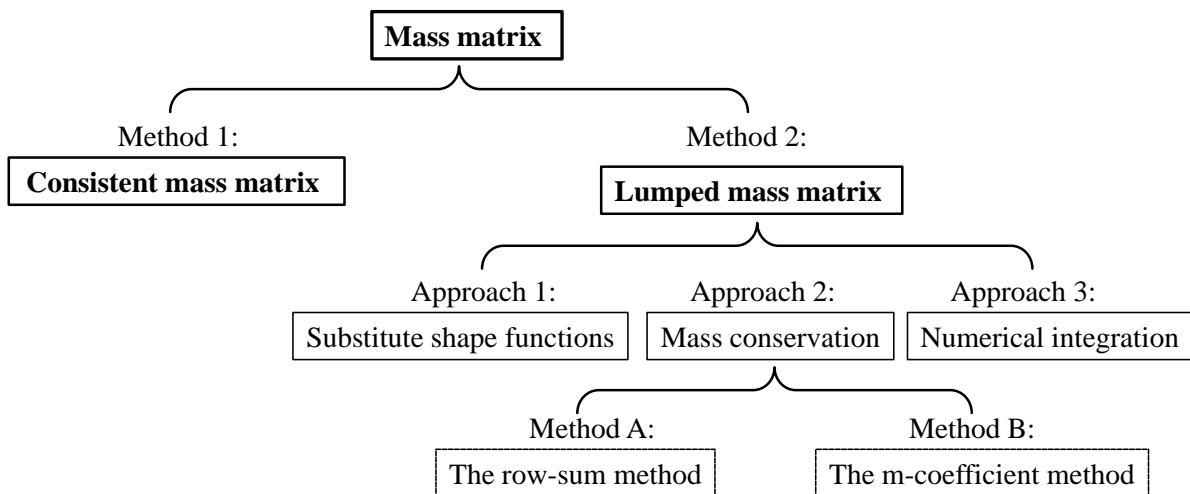 Mass matrix
Method 1:
Consistent mass matrix
Method 2:
Lumped mass matrix
Approach 1:
Substitute shape functions
Approach 2:
Mass conservation
Approach 3:
Numerical integration
Method A:
The row-sum method
Method B:
The m-coefficient method